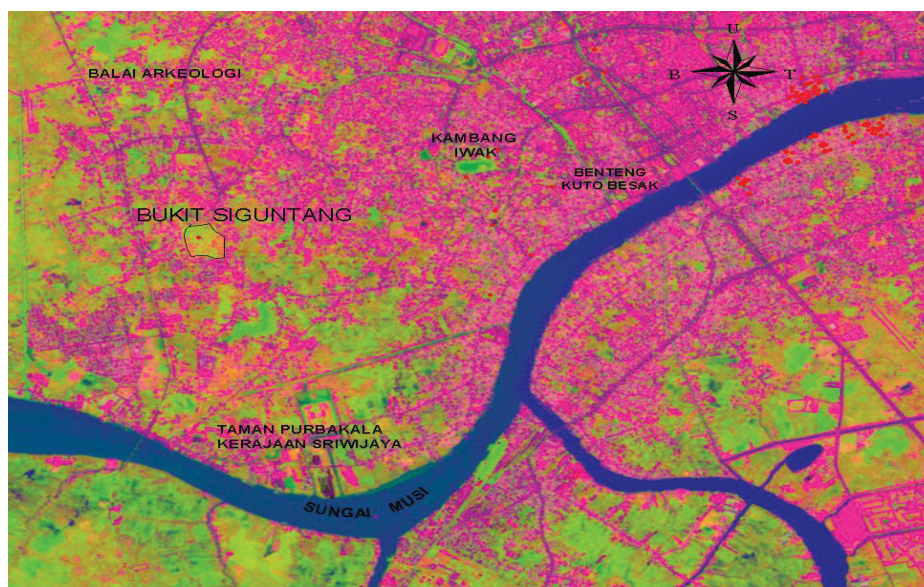 U
BALAI ARKEOLOGI
B
T
S
KAMBANG
IWAK
BENTENG
KUTO BESAK
BUKIT SIGUNTANG
TAMAN PURBAKALA
KERAJAAN SRIWIJAYA
SUNGAI MUSI